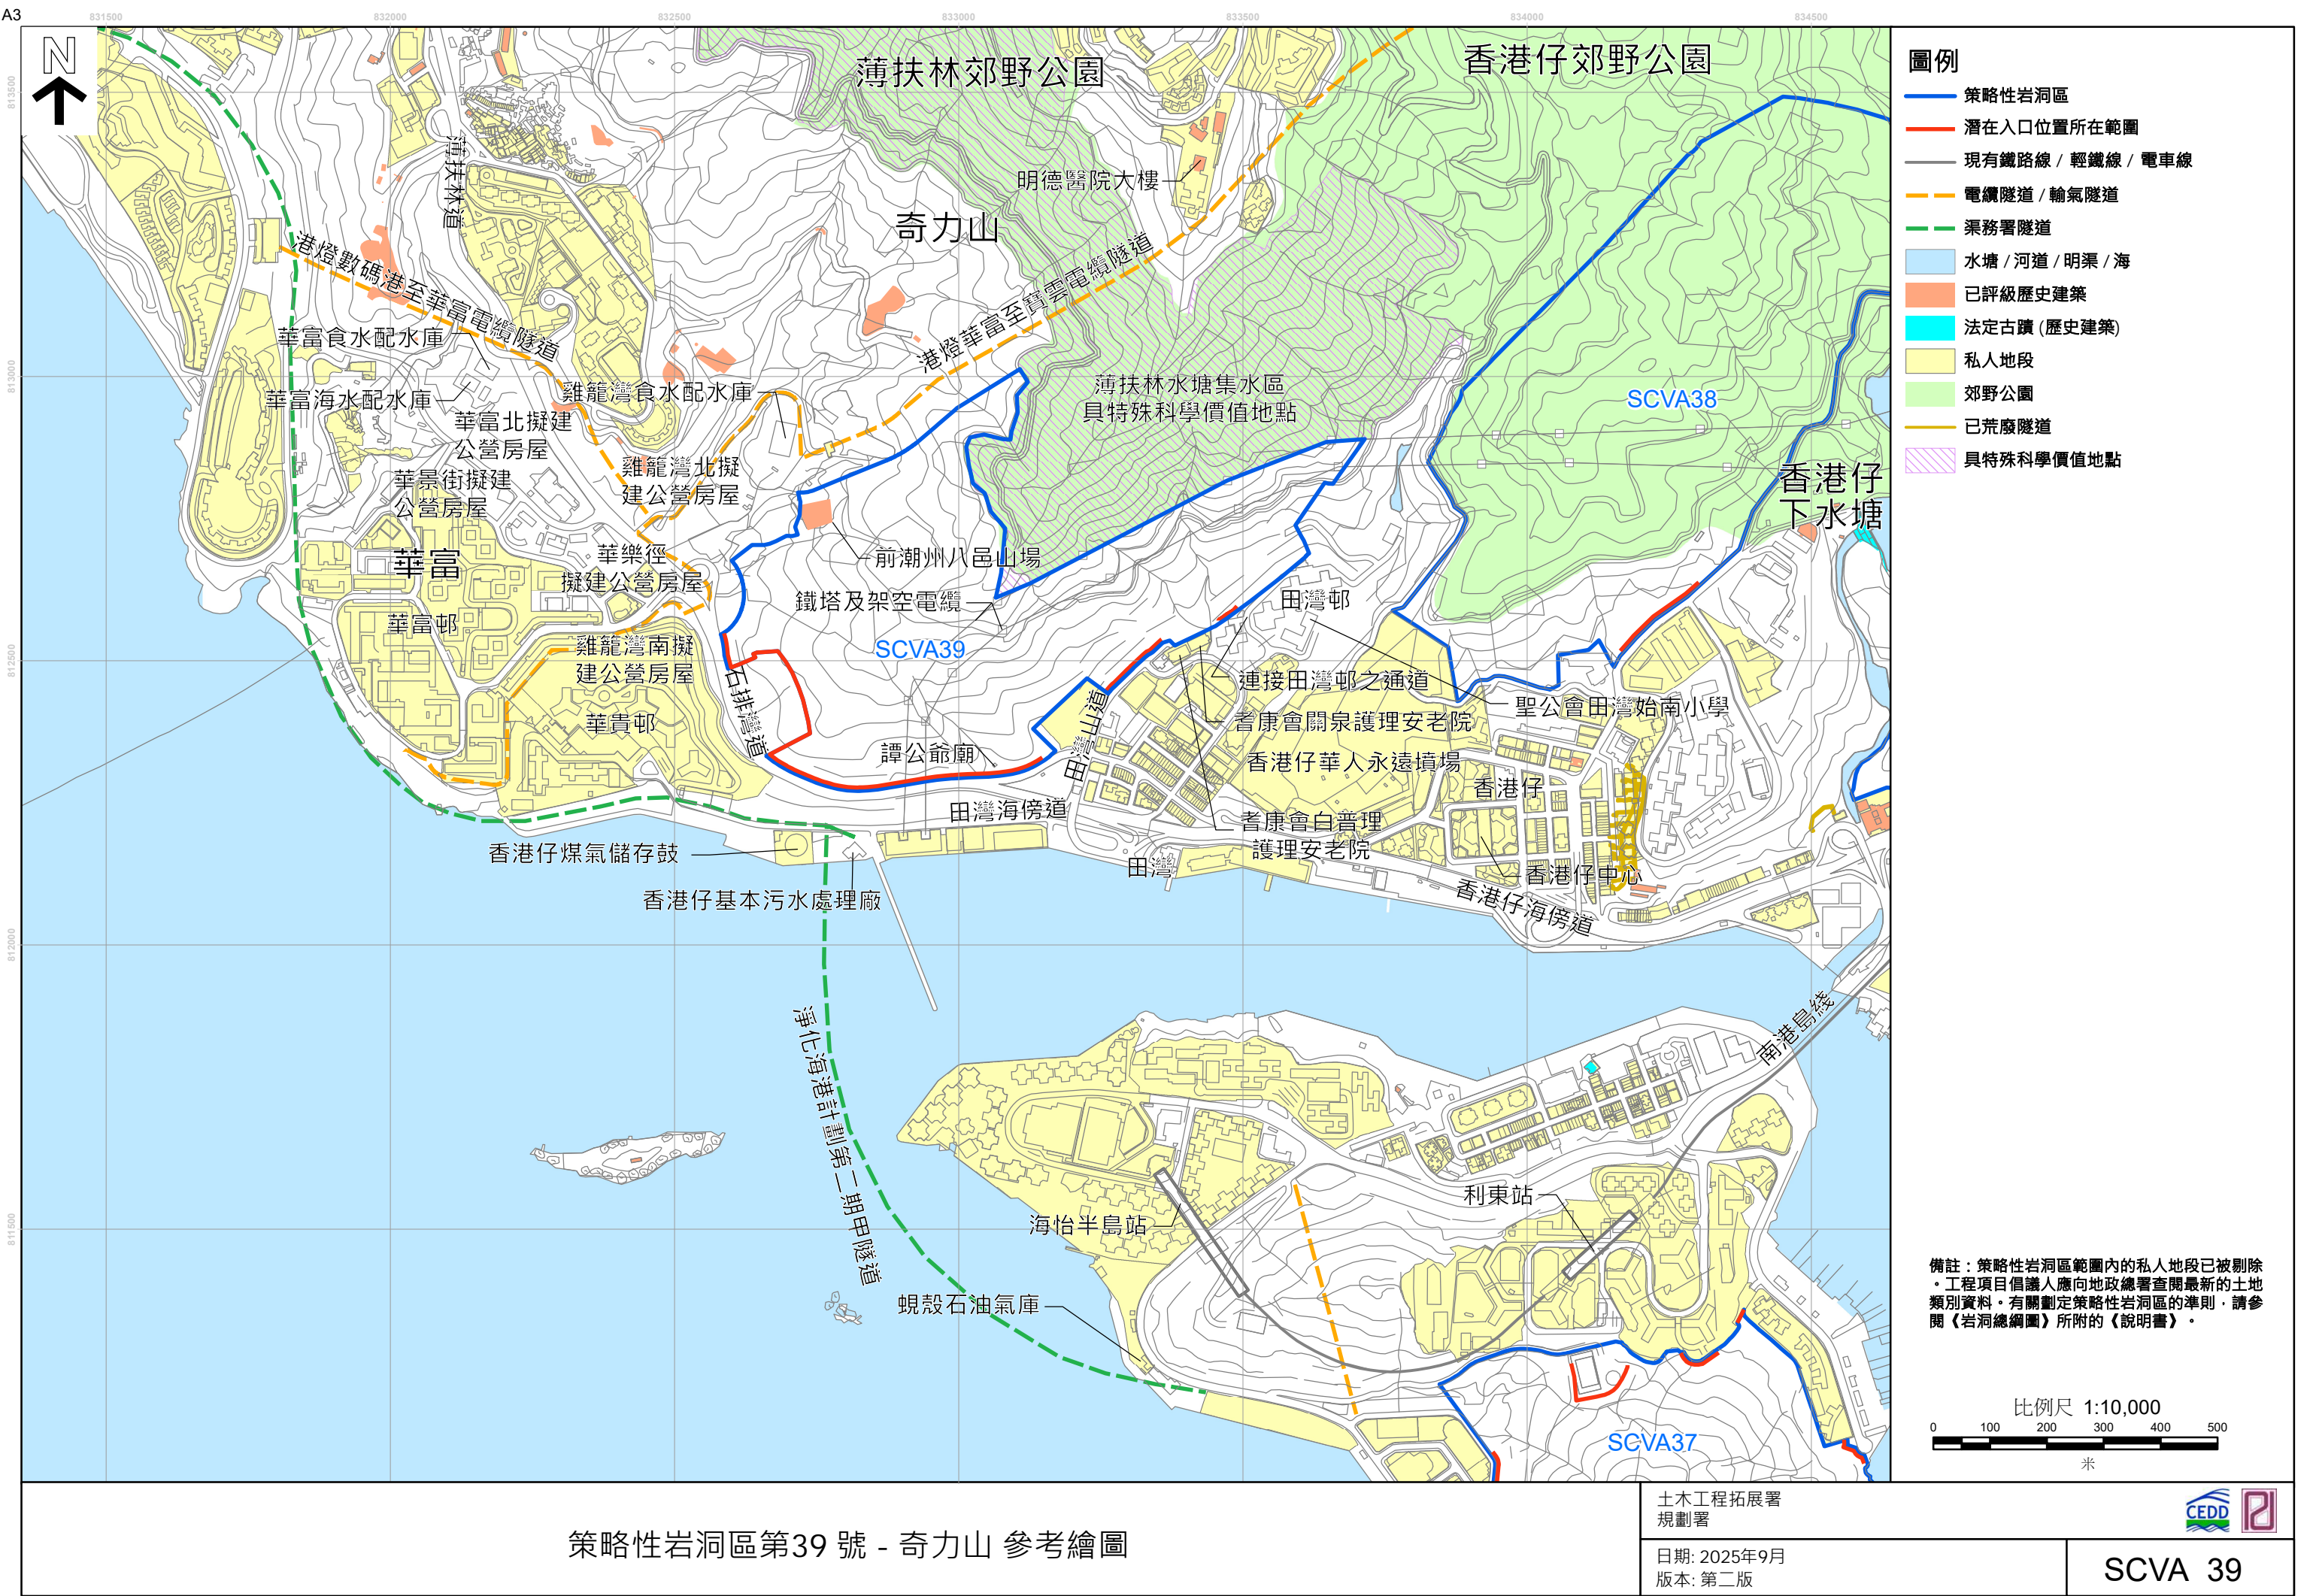 A3
831500
832000
832500
833000
833500
834000
834500
813500
813000
812500
812000
811500
N
薄扶林郊野公園
香港仔郊野公園
薄扶林道
明德醫院大樓
奇力山
港燈數碼港至華富電纜隧道
港燈華富至寶雲電纜隧道
華富食水配水庫
華富海水配水庫
雞籠灣食水配水庫
薄扶林水塘集水區
具特殊科學價值地點
SCVA38
華富北擬建
公營房屋
華景街擬建
公營房屋
雞籠灣北擬
建公營房屋
香港仔
下水塘
華富
華樂徑
擬建公營房屋
前潮州八邑山場
鐵塔及架空電纜
田灣邨
華富邨
雞籠灣南擬
建公營房屋
SCVA39
石排灣道
連接田灣邨之通道
聖公會田灣始南小學
華貴邨
耆康會關泉護理安老院
譚公爺廟
田灣山道
香港仔華人永遠墳場
香港仔
田灣海傍道
耆康會白普理
護理安老院
香港仔煤氣儲存鼓
田灣
香港仔中心
香港仔基本污水處理廠
香港仔海傍道
淨化海港計劃第二期甲隧道
南港島綫
利東站
海怡半島站
蜆殼石油氣庫
SCVA37
圖例
策略性岩洞區
潛在入口位置所在範圍
現有鐵路線 / 輕鐵線 / 電車線
電纜隧道 / 輸氣隧道
渠務署隧道
水塘 / 河道 / 明渠 / 海
已評級歷史建築
法定古蹟 (歷史建築)
私人地段
郊野公園
已荒廢隧道
具特殊科學價值地點
備註：策略性岩洞區範圍內的私人地段已被剔除
。工程項目倡議人應向地政總署查閱最新的土地
類別資料。有關劃定策略性岩洞區的準則，請參
閱《岩洞總綱圖》所附的《說明書》。
比例尺 1:10,000
0 100 200 300 400 500
米
策略性岩洞區第39 號 - 奇力山 參考繪圖
土木工程拓展署
規劃署
CEDD
日期: 2025年9月
版本: 第二版
SCVA 39